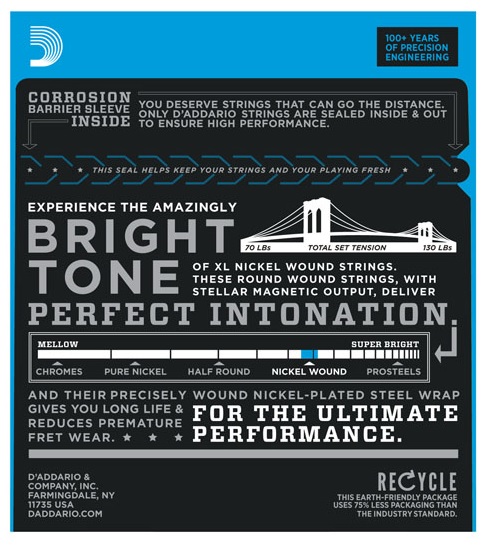 100+ YEARS
OF PRECISION
ENGINEERING
CORROSION
BARRIER SLEEVE
INSIDE
YOU DESERVE STRINGS THAT CAN GO THE DISTANCE.
ONLY D'ADDARIO STRINGS ARE SEALED INSIDE & OUT
TO ENSURE HIGH PERFORMANCE.
THIS SEAL HELPS KEEP YOUR STRINGS AND YOUR PLAYING FRESH
EXPERIENCE THE AMAZINGLY
BRIGHT
TONE
70 LBs TOTAL SET TENSION 130 LBs
OF XL NICKEL WOUND STRINGS.
THESE ROUND WOUND STRINGS, WITH
STELLAR MAGNETIC OUTPUT, DELIVER
PERFECT INTONATION.
MELLOW SUPER BRIGHT
CHROMES PURE NICKEL HALF ROUND NICKEL WOUND PROSTEELS
AND THEIR PRECISELY WOUND NICKEL-PLATED STEEL WRAP
GIVES YOU LONG LIFE &
REDUCES PREMATURE
FRET WEAR.
FOR THE ULTIMATE
PERFORMANCE.
D'ADDARIO &
COMPANY, INC.
FARMINGDALE, NY
11735 USA
DADDARIO.COM
RECYCLE
THIS EARTH-FRIENDLY PACKAGE
USES 75% LESS PACKAGING THAN
THE INDUSTRY STANDARD.